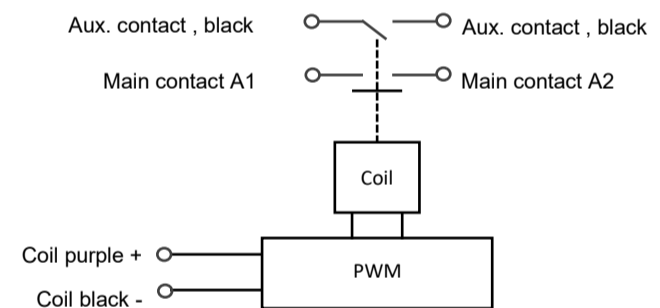 Aux. contact , black
Aux. contact , black
Main contact A1
Main contact A2
Coil
Coil purple +
PWM
Coil black -